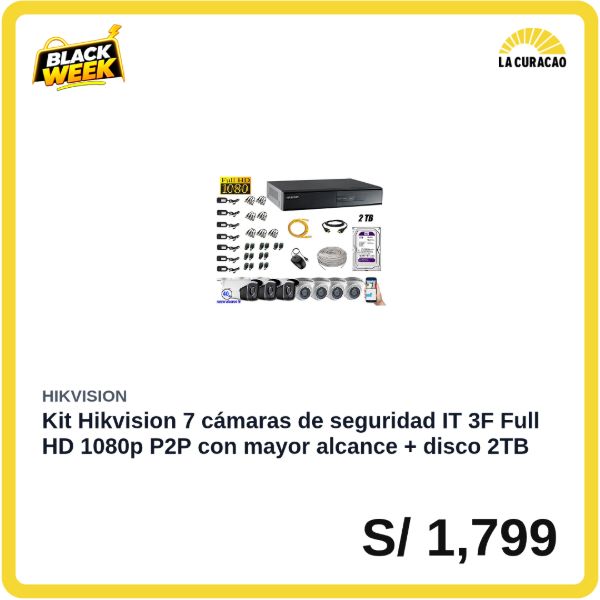 BLACK
WEEK
LA CURACAO
Full HD
1080
2 TB
HIKVISION
Kit Hikvision 7 cámaras de seguridad IT 3F Full
HD 1080p P2P con mayor alcance + disco 2TB
S/ 1,799